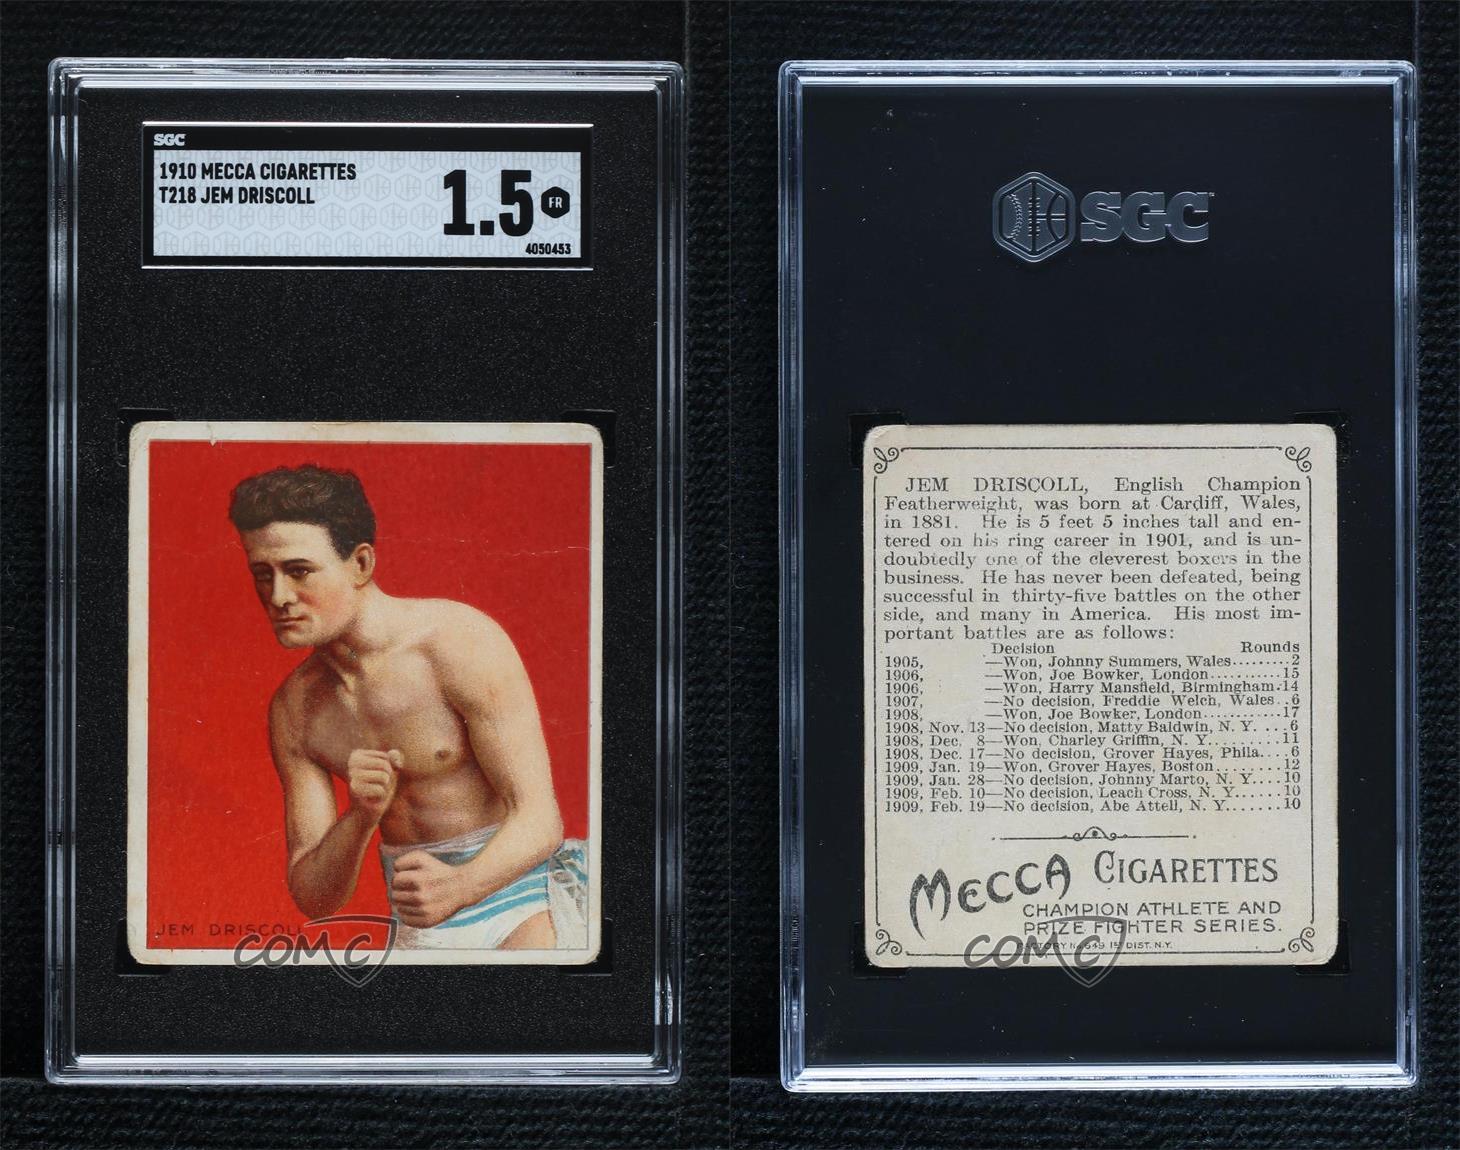 SGC
1910 MECCA CIGARETTES
T218 JEM DRISCOLL
1.5 FR
4050453
JEM DRISCOLL
COMC
SGC
JEM DRISCOLL, English Champion
Featherweight, was born at Cardiff, Wales,
in 1881. He is 5 feet 5 inches tall and en-
tered on his ring career in 1901, and is un-
doubtedly one of the cleverest boxers in the
business. He has never been defeated, being
successful in thirty-five battles on the other
side, and many in America. His most im-
portant battles are as follows:
Decision Rounds
1905, —Won, Johnny Summers, Wales.........2
1906, —Won, Joe Bowker, London...........15
1906, —Won, Harry Mansfield, Birmingham.14
1907, —No decision, Freddie Welch, Wales..6
1908, —Won, Joe Bowker, London............17
1908, Nov. 13—No decision, Matty Baldwin, N. Y. ....6
1908, Dec. 8—Won, Charley Griffin, N. Y..........11
1908, Dec. 17—No decision, Grover Hayes, Phila....6
1909, Jan. 19—Won, Grover Hayes, Boston..........12
1909, Jan. 28—No decision, Johnny Marto, N. Y....10
1909, Feb. 10—No decision, Leach Cross, N. Y......10
1909, Feb. 19—No decision, Abe Attell, N. Y.......10
MECCA CIGARETTES
CHAMPION ATHLETE AND
PRIZE FIGHTER SERIES.
FACTORY No 649 1ST DIST. N.Y.
COMC